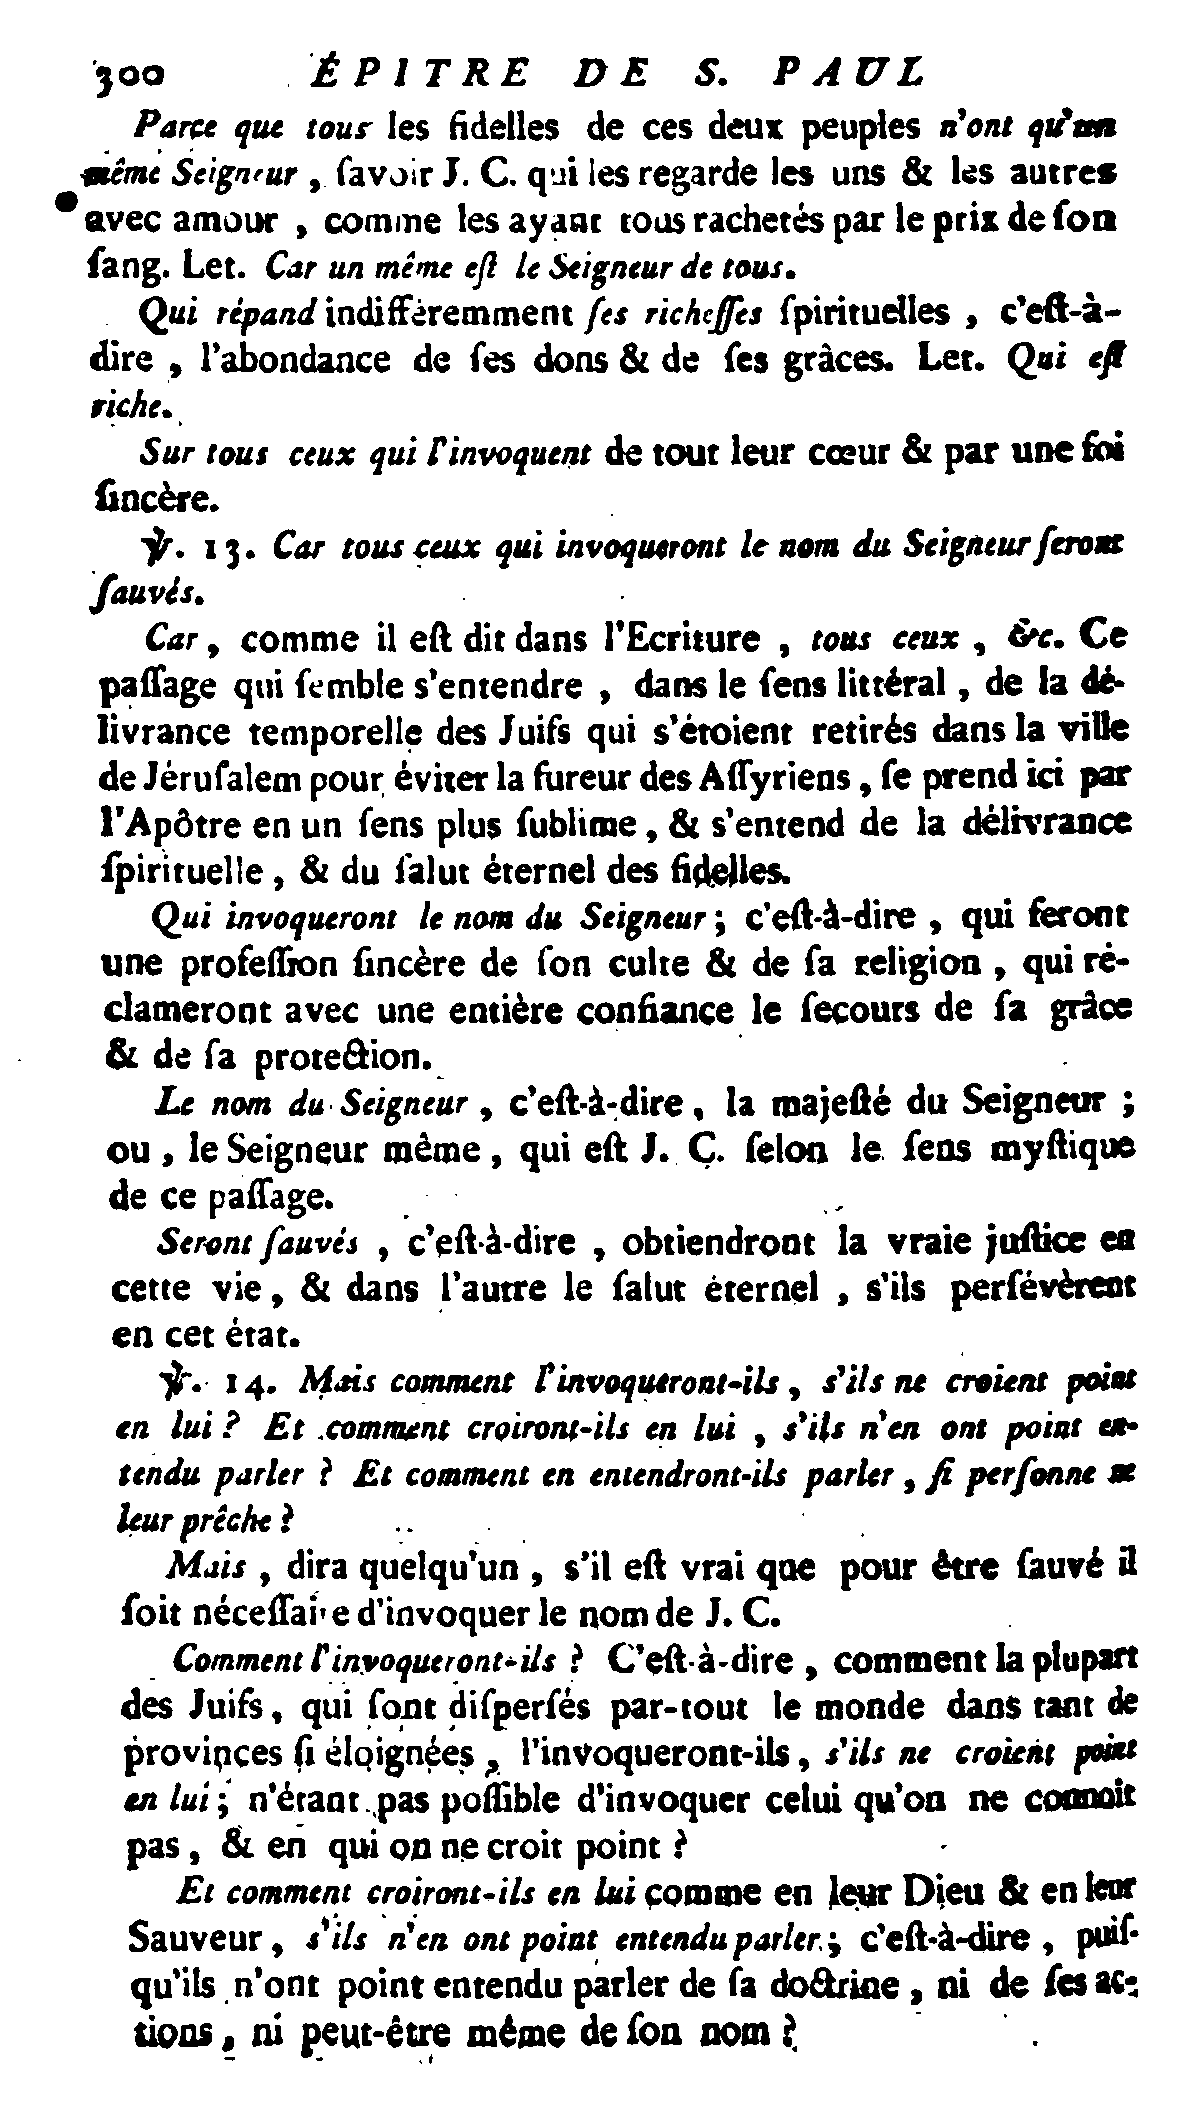 300 ÉPITRE DE S. PAUL
Parce que tous les fidelles de ces deux peuples n'ont qu'un
même Seigneur , ſavoir J. C. qui les regarde les uns & les autres
avec amour , comme les ayant tous rachetés par le prix de ſon
ſang. Let. Car un même eſt le Seigneur de tous.
Qui répand indifféremment ſes richeſſes ſpirituelles , c'eſt-à-
dire , l'abondance de ſes dons & de ſes grâces. Let. Qui eſt
riche.
Sur tous ceux qui l'invoquent de tout leur cœur & par une foi
ſincère.
℣. 13. Car tous ceux qui invoqueront le nom du Seigneur ſeront
ſauvés.
Car , comme il eſt dit dans l'Ecriture , tous ceux , &c. Ce
paſſage qui ſemble s'entendre , dans le ſens littéral , de la dé-
livrance temporelle des Juifs qui s'étoient retirés dans la ville
de Jéruſalem pour éviter la fureur des Aſſyriens , ſe prend ici par
l'Apôtre en un ſens plus ſublime , & s'entend de la délivrance
ſpirituelle , & du ſalut éternel des fidelles.
Qui invoqueront le nom du Seigneur ; c'eſt-à-dire , qui feront
une profeſſion ſincère de ſon culte & de ſa religion , qui ré-
clameront avec une entière confiance le ſecours de ſa grâce
& de ſa protection.
Le nom du Seigneur , c'eſt-à-dire , la majeſté du Seigneur ;
ou , le Seigneur même , qui eſt J. C. ſelon le ſens myſtique
de ce paſſage.
Seront ſauvés , c'eſt-à-dire , obtiendront la vraie juſtice en
cette vie , & dans l'autre le ſalut éternel , s'ils perſévèrent
en cet état.
℣. 14. Mais comment l'invoqueront-ils , s'ils ne croient point
en lui ? Et comment croiront-ils en lui , s'ils n'en ont point en-
tendu parler ? Et comment en entendront-ils parler , ſi perſonne ne
leur prêche ?
Mais , dira quelqu'un , s'il eſt vrai que pour être ſauvé il
ſoit néceſſaire d'invoquer le nom de J. C.
Comment l'invoqueront-ils ? C'eſt-à-dire , comment la plupart
des Juifs , qui ſont diſperſés par-tout le monde dans tant de
provinces ſi éloignées , l'invoqueront-ils , s'ils ne croient point
en lui ; n'étant pas poſſible d'invoquer celui qu'on ne connoit
pas , & en qui on ne croit point ?
Et comment croiront-ils en lui comme en leur Dieu & en leur
Sauveur , s'ils n'en ont point entendu parler ; c'eſt-à-dire , puiſ-
qu'ils n'ont point entendu parler de ſa doctrine , ni de ſes ac-
tions , ni peut-être même de ſon nom ?